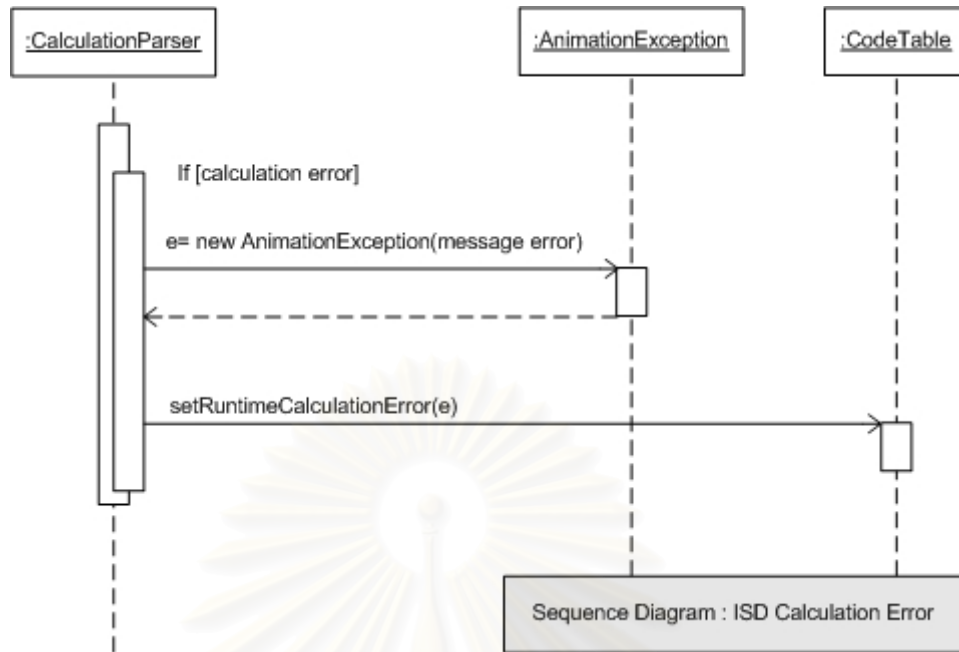 :CalculationParser
:AnimationException
:CodeTable
If [calculation error]
e= new AnimationException(message error)
setRuntimeCalculationError(e)
Sequence Diagram : ISD Calculation Error